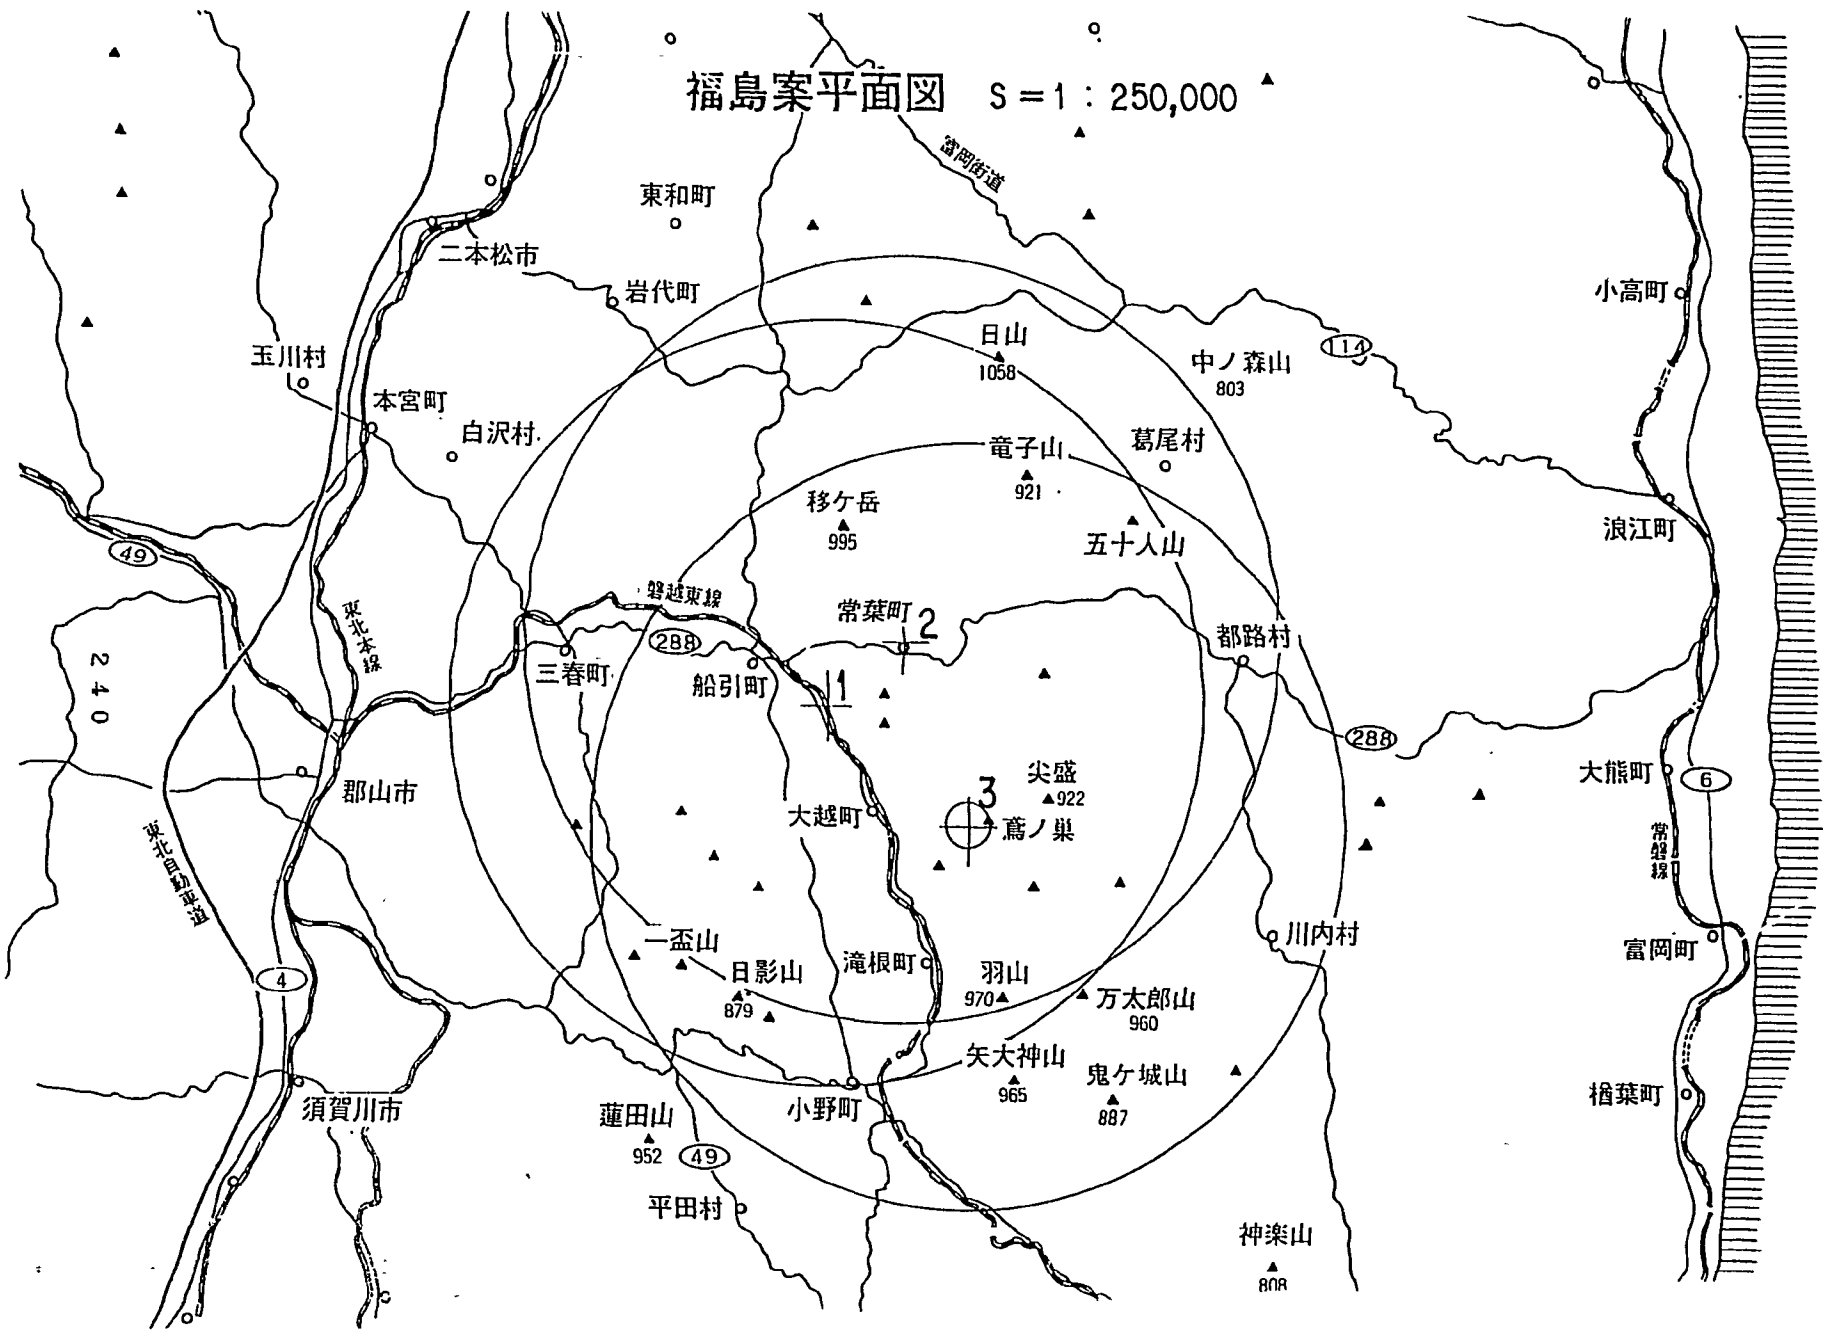 福島案平面図 S=1:250,000
富岡街道
東和町
二本松市
岩代町
小高町
日山
1058
中ノ森山
803
114
玉川村
本宮町
白沢村
竜子山
921
葛尾村
移ケ岳
995
五十人山
浪江町
49
磐越東線
常葉町
2
東北本線
288
都路村
三春町
船引町
1
240
288
郡山市
大越町
尖盛
922
3
鳶ノ巣
大熊町
6
東北自動車道
常磐線
一盃山
日影山
879
滝根町
羽山
970
万太郎山
960
川内村
富岡町
4
矢大神山
965
鬼ケ城山
887
須賀川市
蓮田山
952
49
小野町
楢葉町
平田村
神楽山
808